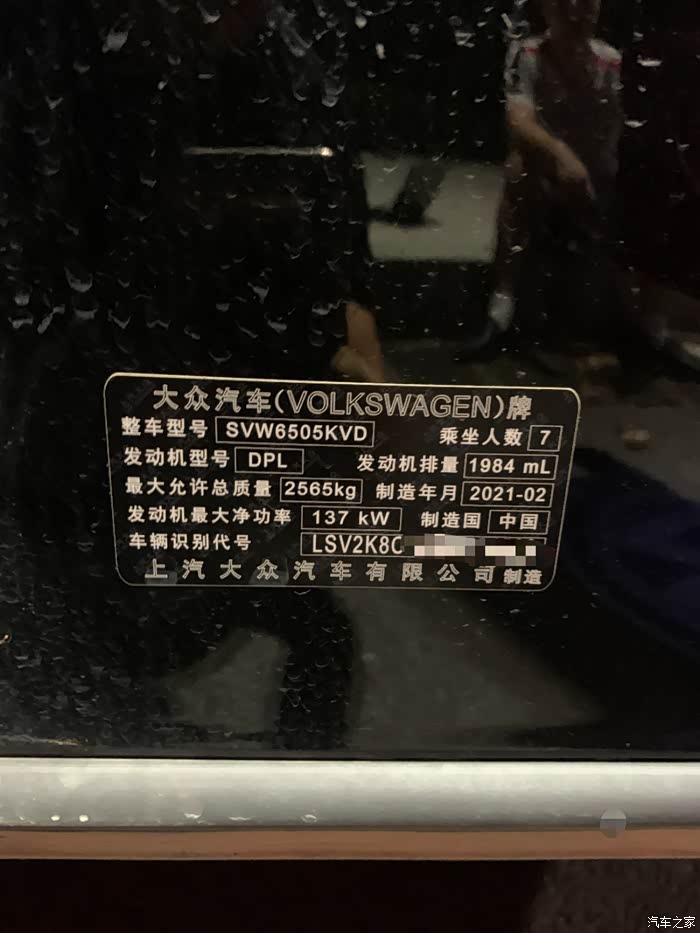 大众汽车(VOLKSWAGEN)牌
整车型号 SVW6505KVD 乘坐人数 7
发动机型号 DPL 发动机排量 1984 mL
最大允许总质量 2565kg 制造年月 2021-02
发动机最大净功率 137 kW 制造国 中国
车辆识别代号 LSV2K8C
上汽大众汽车有限公司制造
汽车之家